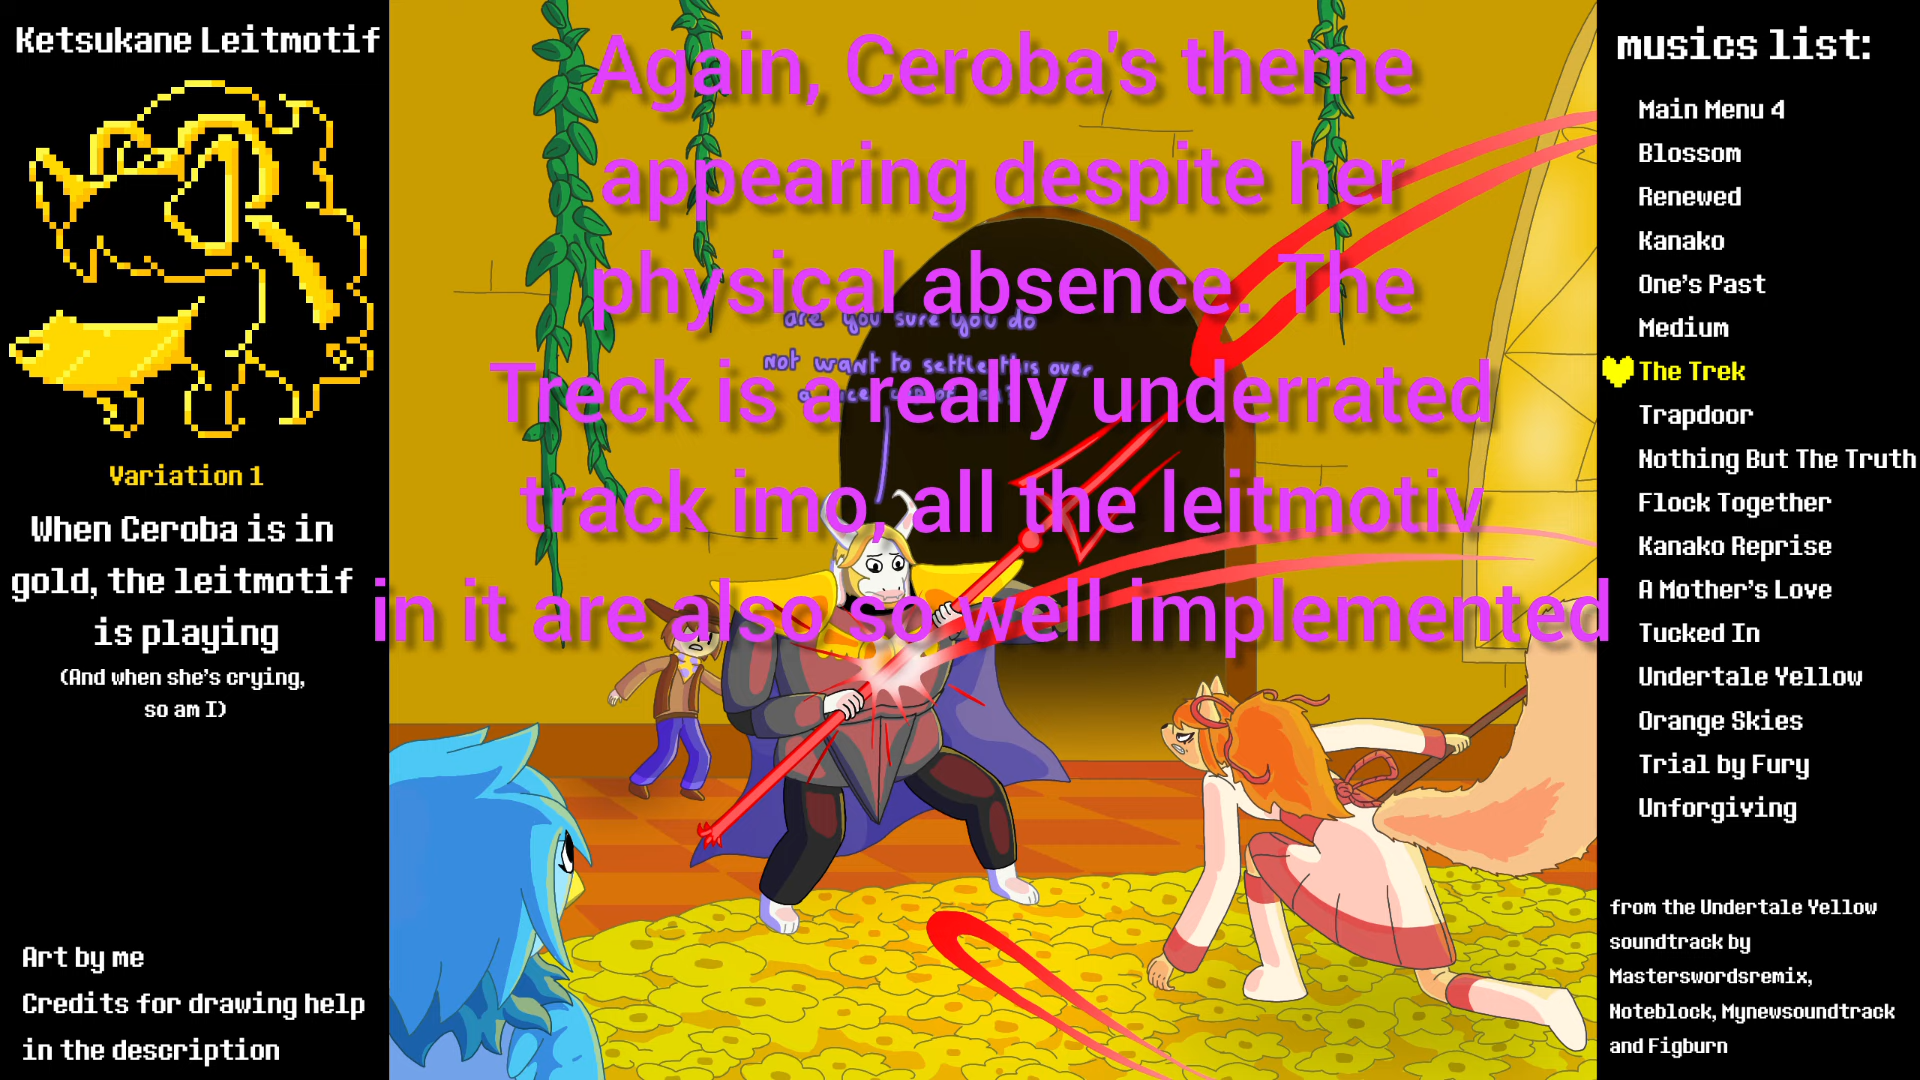 Ketsukane Leitmotif
Variation 1
When Ceroba is in
gold, the leitmotif
is playing
(And when she's crying,
so am I)
Art by me
Credits for drawing help
in the description
Again, Ceroba's theme
appearing despite her
physical absence. The
Treck is a really underrated
track imo, all the leitmotiv
in it are also so well implemented
are you sure you do
not want to settle this over
a nice
musics list:
Main Menu 4
Blossom
Renewed
Kanako
One's Past
Medium
The Trek
Trapdoor
Nothing But The Truth
Flock Together
Kanako Reprise
A Mother's Love
Tucked In
Undertale Yellow
Orange Skies
Trial by Fury
Unforgiving
from the Undertale Yellow
soundtrack by
Masterswordsremix,
Noteblock, Mynewsoundtrack
and Figburn